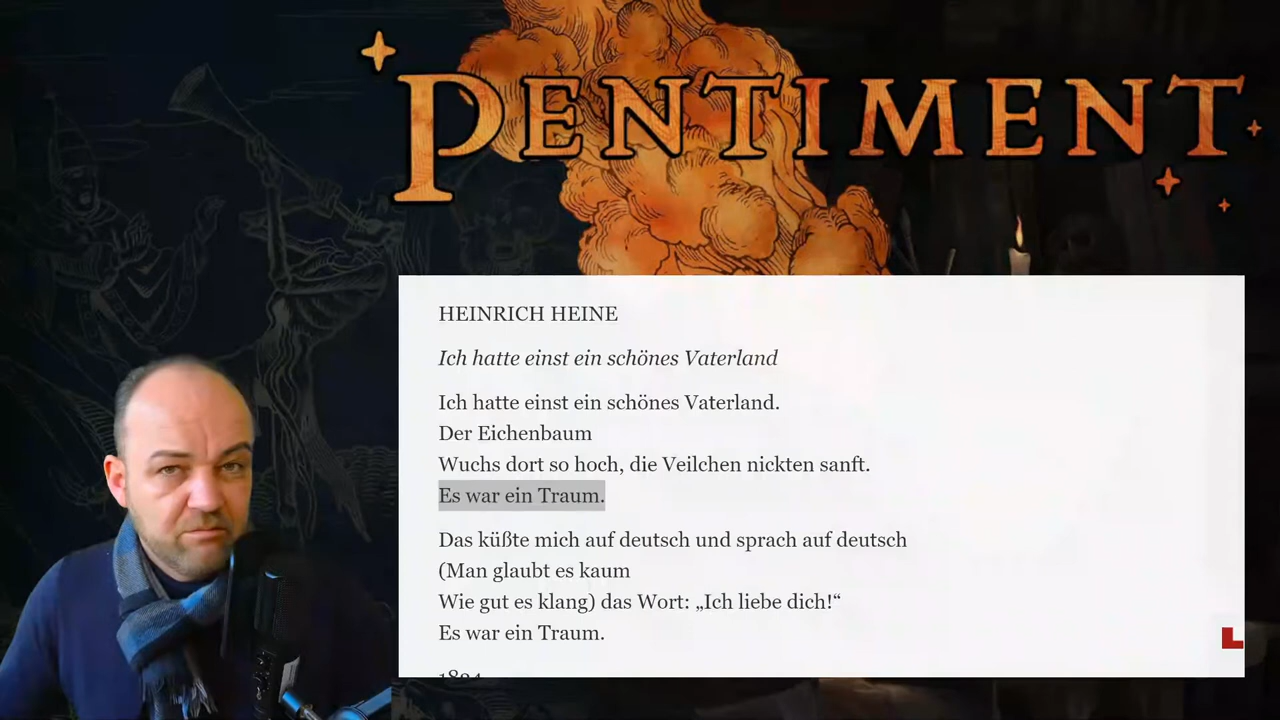 PENTIMENT
HEINRICH HEINE
Ich hatte einst ein schönes Vaterland
Ich hatte einst ein schönes Vaterland.
Der Eichenbaum
Wuchs dort so hoch, die Veilchen nickten sanft.
Es war ein Traum.
Das küßte mich auf deutsch und sprach auf deutsch
(Man glaubt es kaum
Wie gut es klang) das Wort: „Ich liebe dich!“
Es war ein Traum.